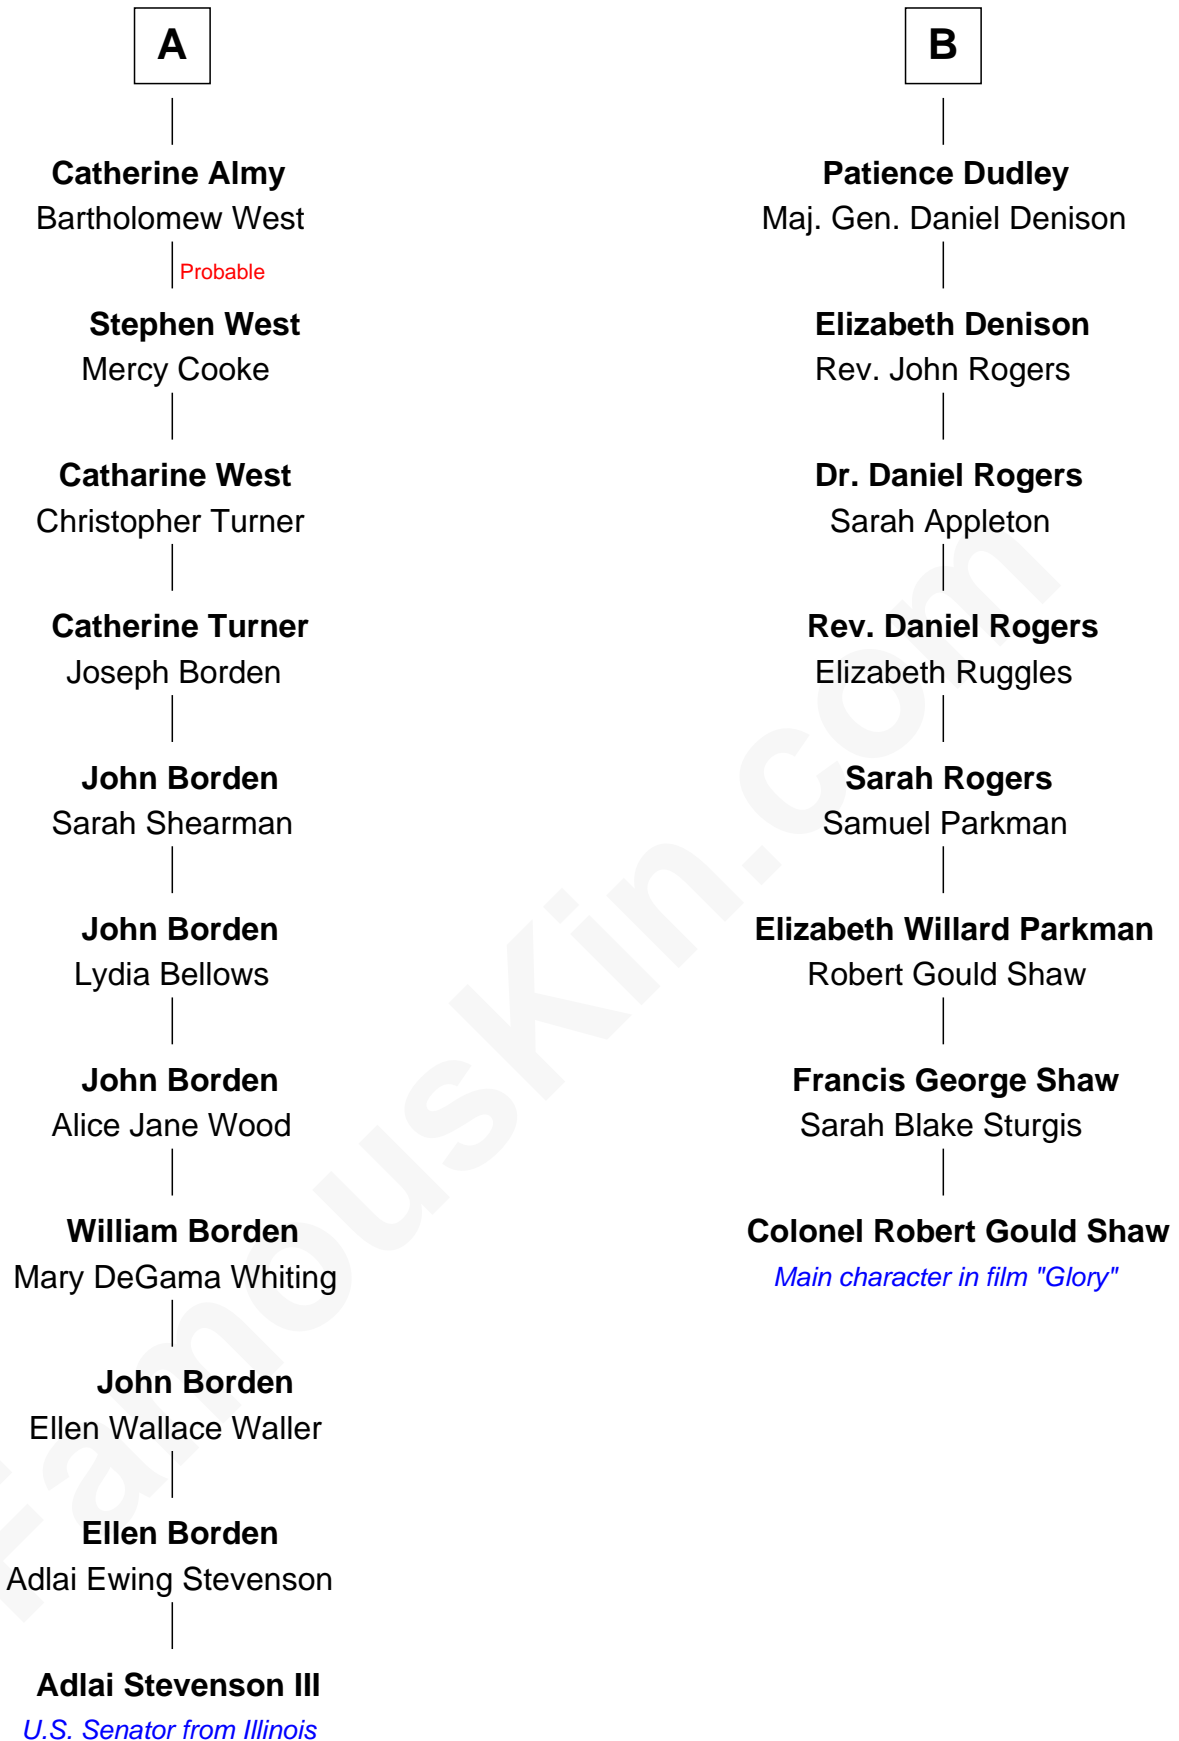 A
Catherine Almy
Bartholomew West
Probable
Stephen West
Mercy Cooke
Catharine West
Christopher Turner
Catherine Turner
Joseph Borden
John Borden
Sarah Shearman
John Borden
Lydia Bellows
John Borden
Alice Jane Wood
William Borden
Mary DeGama Whiting
John Borden
Ellen Wallace Waller
Ellen Borden
Adlai Ewing Stevenson
Adlai Stevenson III
U.S. Senator from Illinois
B
Patience Dudley
Maj. Gen. Daniel Denison
Elizabeth Denison
Rev. John Rogers
Dr. Daniel Rogers
Sarah Appleton
Rev. Daniel Rogers
Elizabeth Ruggles
Sarah Rogers
Samuel Parkman
Elizabeth Willard Parkman
Robert Gould Shaw
Francis George Shaw
Sarah Blake Sturgis
Colonel Robert Gould Shaw
Main character in film "Glory"
FamousKin.com